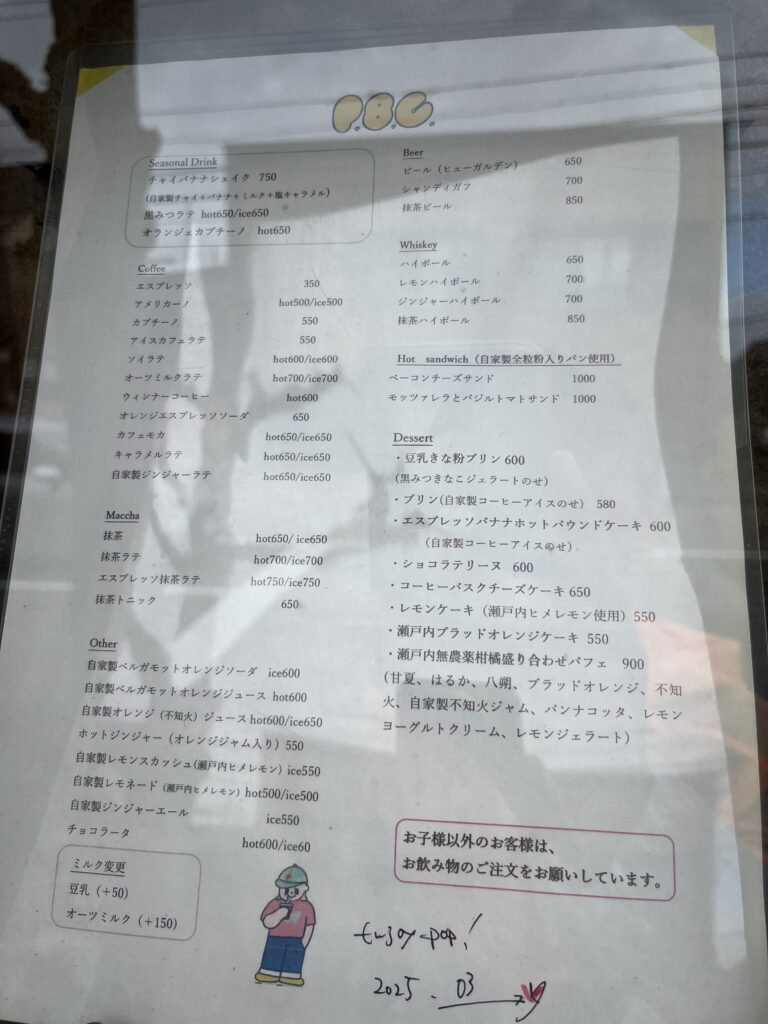 P.B.C.
Seasonal Drink
チャイバナナシェイク 750
(自家製チャイ+バナナ+ミルク+塩キャラメル)
黒みつラテ hot650/ice650
オランジェカプチーノ hot650
Coffee
エスプレッソ 350
アメリカーノ hot500/ice500
カプチーノ 550
アイスカフェラテ 550
ソイラテ hot600/ice600
オーツミルクラテ hot700/ice700
ウィンナーコーヒー hot600
オレンジエスプレッソソーダ 650
カフェモカ hot650/ice650
キャラメルラテ hot650/ice650
自家製ジンジャーラテ hot650/ice650
Maccha
抹茶 hot650/ ice650
抹茶ラテ hot700/ice700
エスプレッソ抹茶ラテ hot750/ice750
抹茶トニック 650
Other
自家製ベルガモットオレンジソーダ ice600
自家製ベルガモットオレンジジュース hot600
自家製オレンジ（不知火）ジュース hot600/ice650
ホットジンジャー（オレンジジャム入り）550
自家製レモンスカッシュ(瀬戸内ヒメレモン) ice550
自家製レモネード（瀬戸内ヒメレモン）hot500/ice500
自家製ジンジャーエール ice550
チョコラータ hot600/ice60
ミルク変更
豆乳（+50）
オーツミルク（+150）
Beer
ビール（ヒューガルデン） 650
シャンディガフ 700
抹茶ビール 850
Whiskey
ハイボール 650
レモンハイボール 700
ジンジャーハイボール 700
抹茶ハイボール 850
Hot sandwich（自家製全粒粉入りパン使用）
ベーコンチーズサンド 1000
モッツァレラとバジルトマトサンド 1000
Dessert
・豆乳きな粉プリン 600
（黒みつきなこジェラートのせ）
・プリン(自家製コーヒーアイスのせ） 580
・エスプレッソバナナホットパウンドケーキ 600
（自家製コーヒーアイスのせ）
・ショコラテリーヌ 600
・コーヒーバスクチーズケーキ 650
・レモンケーキ（瀬戸内ヒメレモン使用）550
・瀬戸内ブラッドオレンジケーキ 550
・瀬戸内無農薬柑橘盛り合わせパフェ 900
（甘夏、はるか、八朔、ブラッドオレンジ、不知
火、自家製不知火ジャム、パンナコッタ、レモン
ヨーグルトクリーム、レモンジェラート）
お子様以外のお客様は、
お飲み物のご注文をお願いしています。
2025. 03